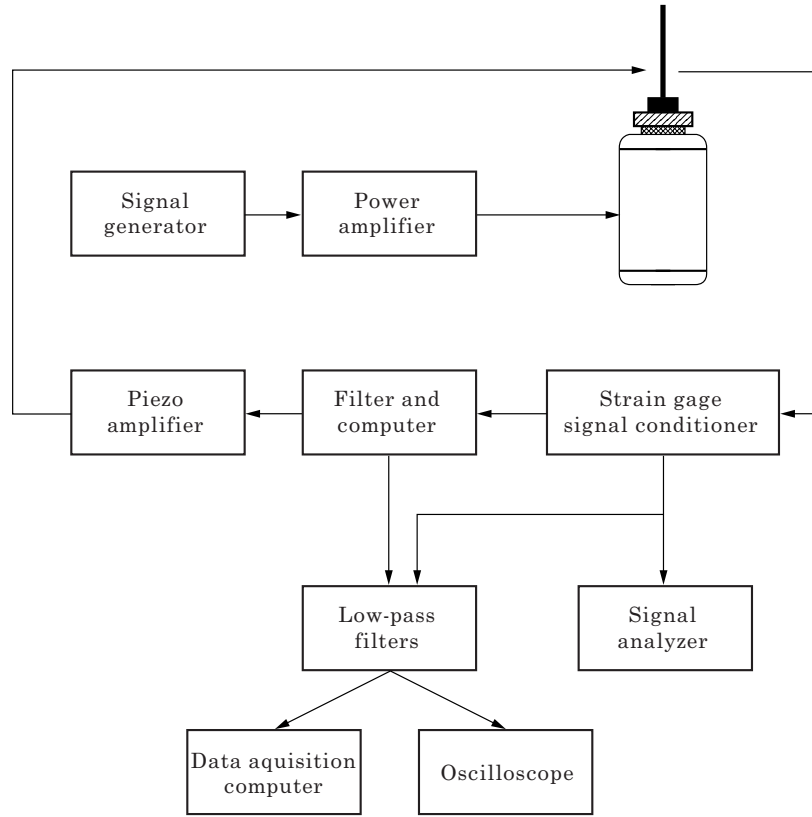 Signal
generator
Power
amplifier
Piezo
amplifier
Filter and
computer
Strain gage
signal conditioner
Low-pass
filters
Signal
analyzer
Data aquisition
computer
Oscilloscope